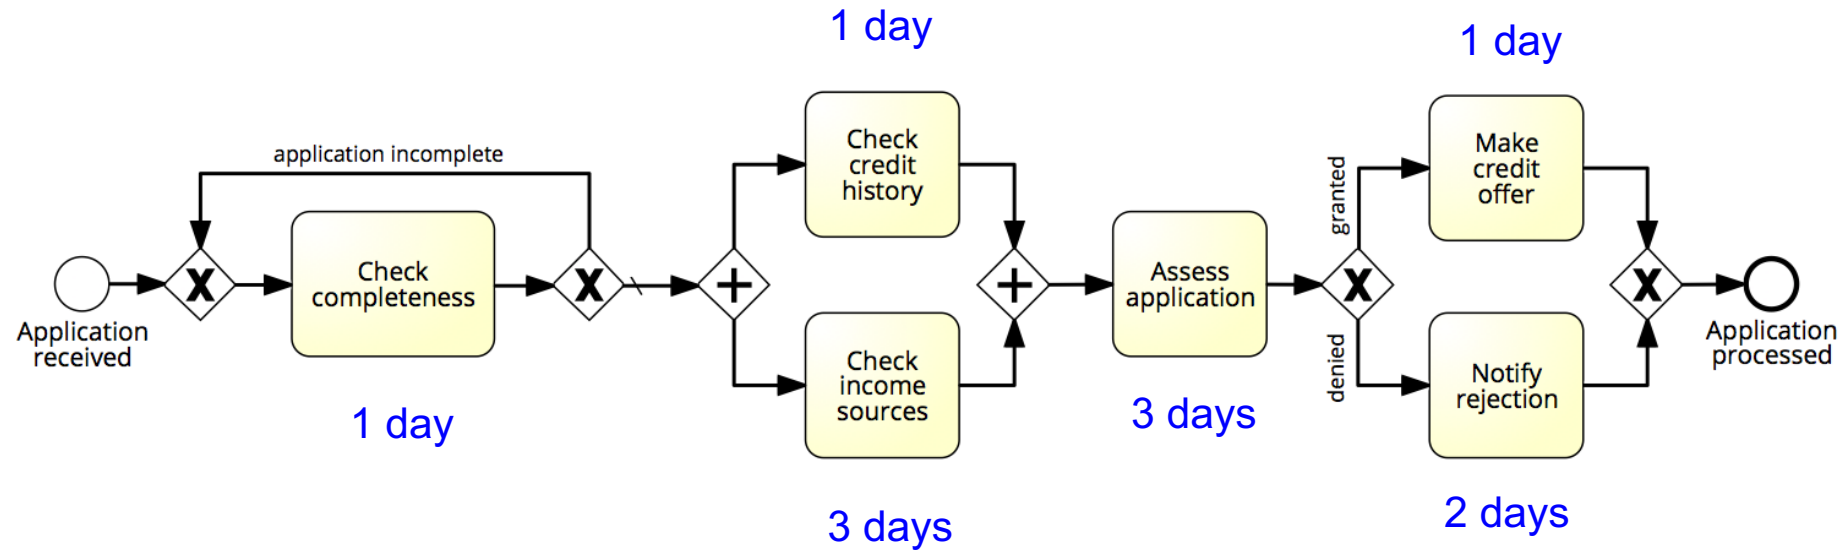 1 day
1 day
application incomplete
Check
credit
history
granted
Make
credit
offer
X
Check
completeness
X
+
+
Assess
application
X
X
Application
received
Application
processed
denied
Check
income
sources
Notify
rejection
1 day
3 days
3 days
2 days